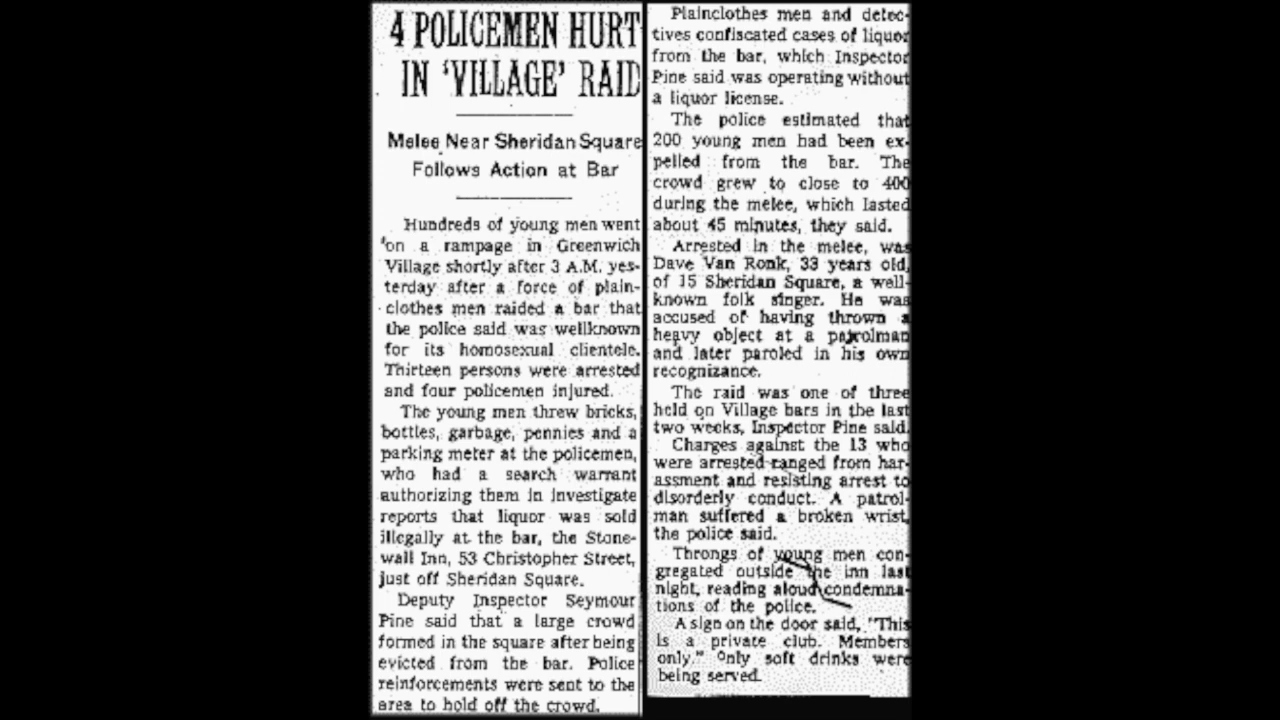 4 POLICEMEN HURT
IN 'VILLAGE' RAID
Melee Near Sheridan Square
Follows Action at Bar
Hundreds of young men went
on a rampage in Greenwich
Village shortly after 3 A.M. yes-
terday after a force of plain-
clothes men raided a bar that
the police said was wellknown
for its homosexual clientele.
Thirteen persons were arrested
and four policemen injured.
The young men threw bricks,
bottles, garbage, pennies and a
parking meter at the policemen,
who had a search warrant
authorizing them in investigate
reports that liquor was sold
illegally at the bar, the Stone-
wall Inn, 53 Christopher Street,
just off Sheridan Square.
Deputy Inspector Seymour
Pine said that a large crowd
formed in the square after being
evicted from the bar. Police
reinforcements were sent to the
area to hold off the crowd.
Plainclothes men and detec-
tives confiscated cases of liquor
from the bar, which Inspector
Pine said was operating without
a liquor license.
The police estimated that
200 young men had been ex-
pelled from the bar. The
crowd grew to close to 400
during the melee, which lasted
about 45 minutes, they said.
Arrested in the melee, was
Dave Van Ronk, 33 years old,
of 15 Sheridan Square, a well-
known folk singer. He was
accused of having thrown a
heavy object at a patrolman
and later paroled in his own
recognizance.
The raid was one of three
held on Village bars in the last
two weeks, Inspector Pine said.
Charges against the 13 who
were arrested ranged from har-
assment and resisting arrest to
disorderly conduct. A patrol-
man suffered a broken wrist,
the police said.
Throngs of young men con-
gregated outside the inn last
night, reading aloud condemna-
tions of the police.
A sign on the door said, "This
is a private club. Members
only." Only soft drinks were
being served.